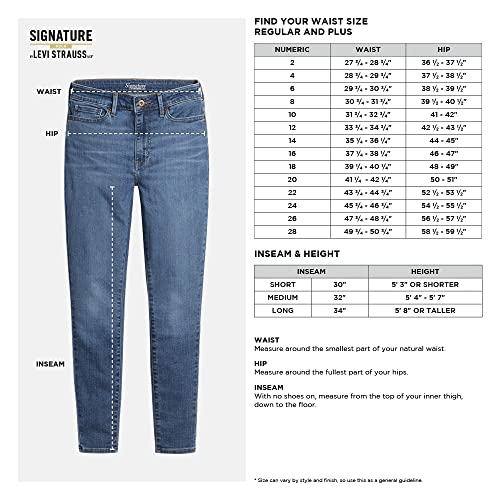 SIGNATURE
GOLD
BY LEVI STRAUSS & CO.
WAIST
HIP
INSEAM
Signature
FIND YOUR WAIST SIZE
REGULAR AND PLUS
NUMERIC WAIST HIP
2 27 ¾ - 28 ¾" 36 ½ - 37 ½"
4 28 ¾ - 29 ¾" 37 ½ - 38 ½"
6 29 ¾ - 30 ¾" 38 ½ - 39 ½"
8 30 ¾ - 31 ¾" 39 ½ - 40 ½"
10 31 ¾ - 32 ¾" 41 - 42"
12 33 ¼ - 34 ¼" 42 ½ - 43 ½"
14 35 ¼ - 36 ¼" 44 - 45"
16 37 ¼ - 38 ¼" 46 - 47"
18 39 ¼ - 40 ¼" 48 - 49"
20 41 ¼ - 42 ¼" 50 - 51"
22 43 ¾ - 44 ¾" 52 ½ - 53 ½"
24 45 ¾ - 46 ¾" 54 ½ - 55 ½"
26 47 ¾ - 48 ¾" 56 ½ - 57 ½"
28 49 ¾ - 50 ¾" 58 ½ - 59 ½"
INSEAM & HEIGHT
INSEAM HEIGHT
SHORT 30" 5' 3" OR SHORTER
MEDIUM 32" 5' 4" - 5' 7"
LONG 34" 5' 8" OR TALLER
WAIST
Measure around the smallest part of your natural waist.
HIP
Measure around the fullest part of your hips.
INSEAM
With no shoes on, measure from the top of your inner thigh,
down to the floor.
* Size can vary by style and finish, so use this as a general guideline.